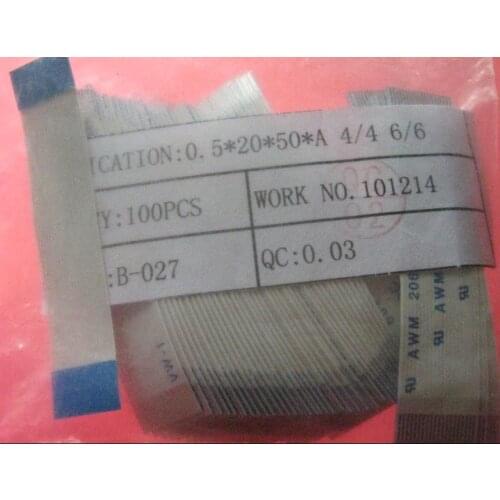 ICATION:0.5*20*50*A 4/4 6/6
Y:100PCS
WORK NO.101214
:B-027
QC:0.03
AWM 206
AWM